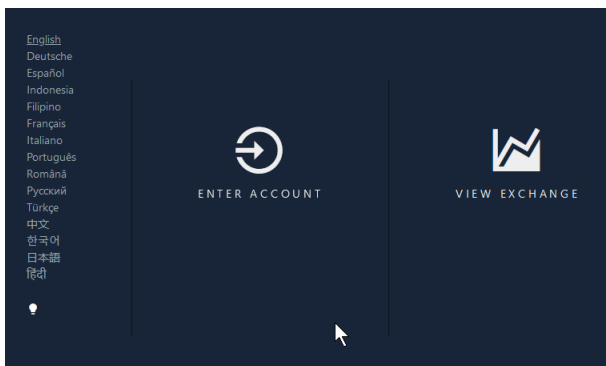 English
Deutsche
Español
Indonesia
Filipino
Français
Italiano
Português
Română
Русский
Türkçe
中文
한국어
日本語
हिंदी
ENTER ACCOUNT
VIEW EXCHANGE